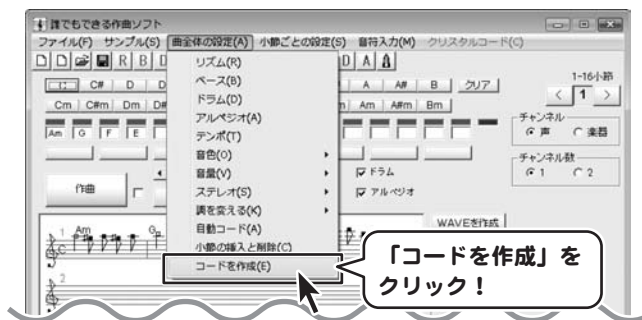 誰でもできる作曲ソフト
ファイル(F) サンプル(S) 曲全体の設定(A) 小節ごとの設定(S) 音符入力(M) クリスタルコード(C)
R B D A
リズム(R)
ベース(B)
ドラム(D)
アルペジオ(A)
テンポ(T)
音色(O)
音量(V)
ステレオ(S)
調を変える(K)
自動コード(A)
小節の挿入と削除(C)
コードを作成(E)
C C# D A A# B クリア
Cm C#m Dm Am A#m Bm
Am G F E
1-16小節
< 1 >
チャンネル
声 楽器
チャンネル数
1 2
作曲
ドラム
アルペジオ
WAVEを作成
1 Am G
2
「コードを作成」を
クリック!